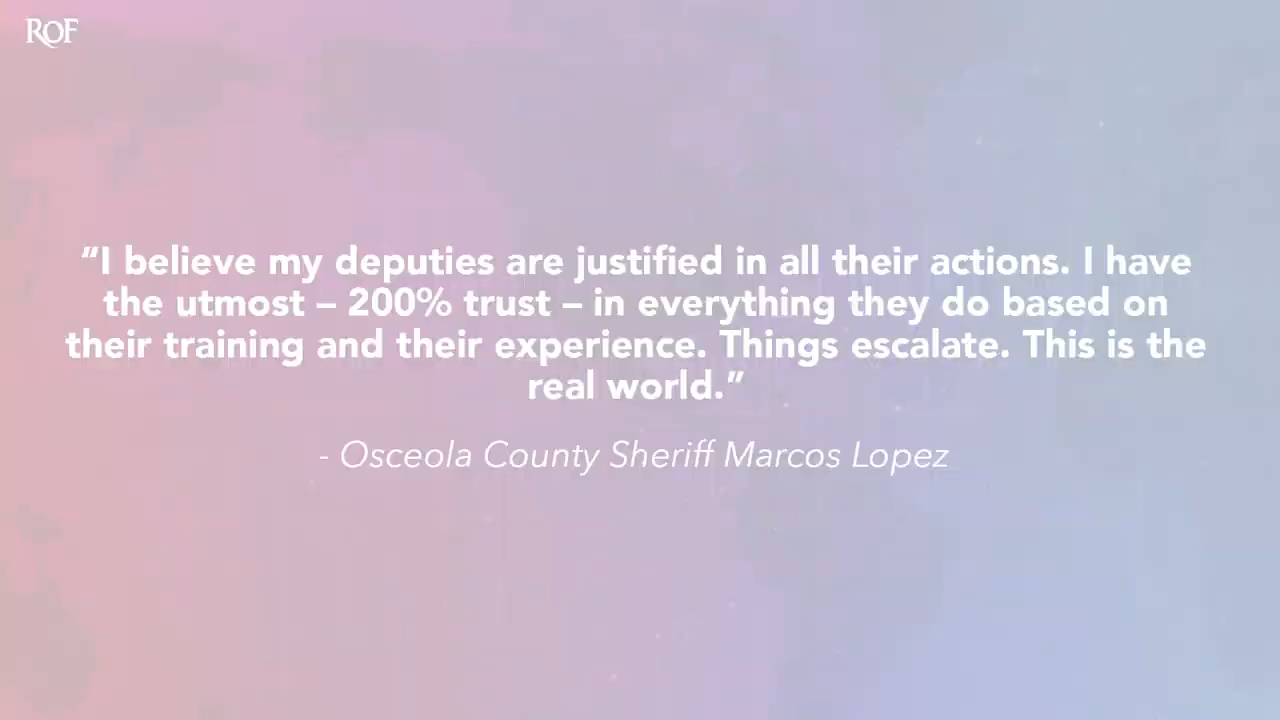 ROF
“I believe my deputies are justified in all their actions. I have
the utmost – 200% trust – in everything they do based on
their training and their experience. Things escalate. This is the
real world.”
- Osceola County Sheriff Marcos Lopez